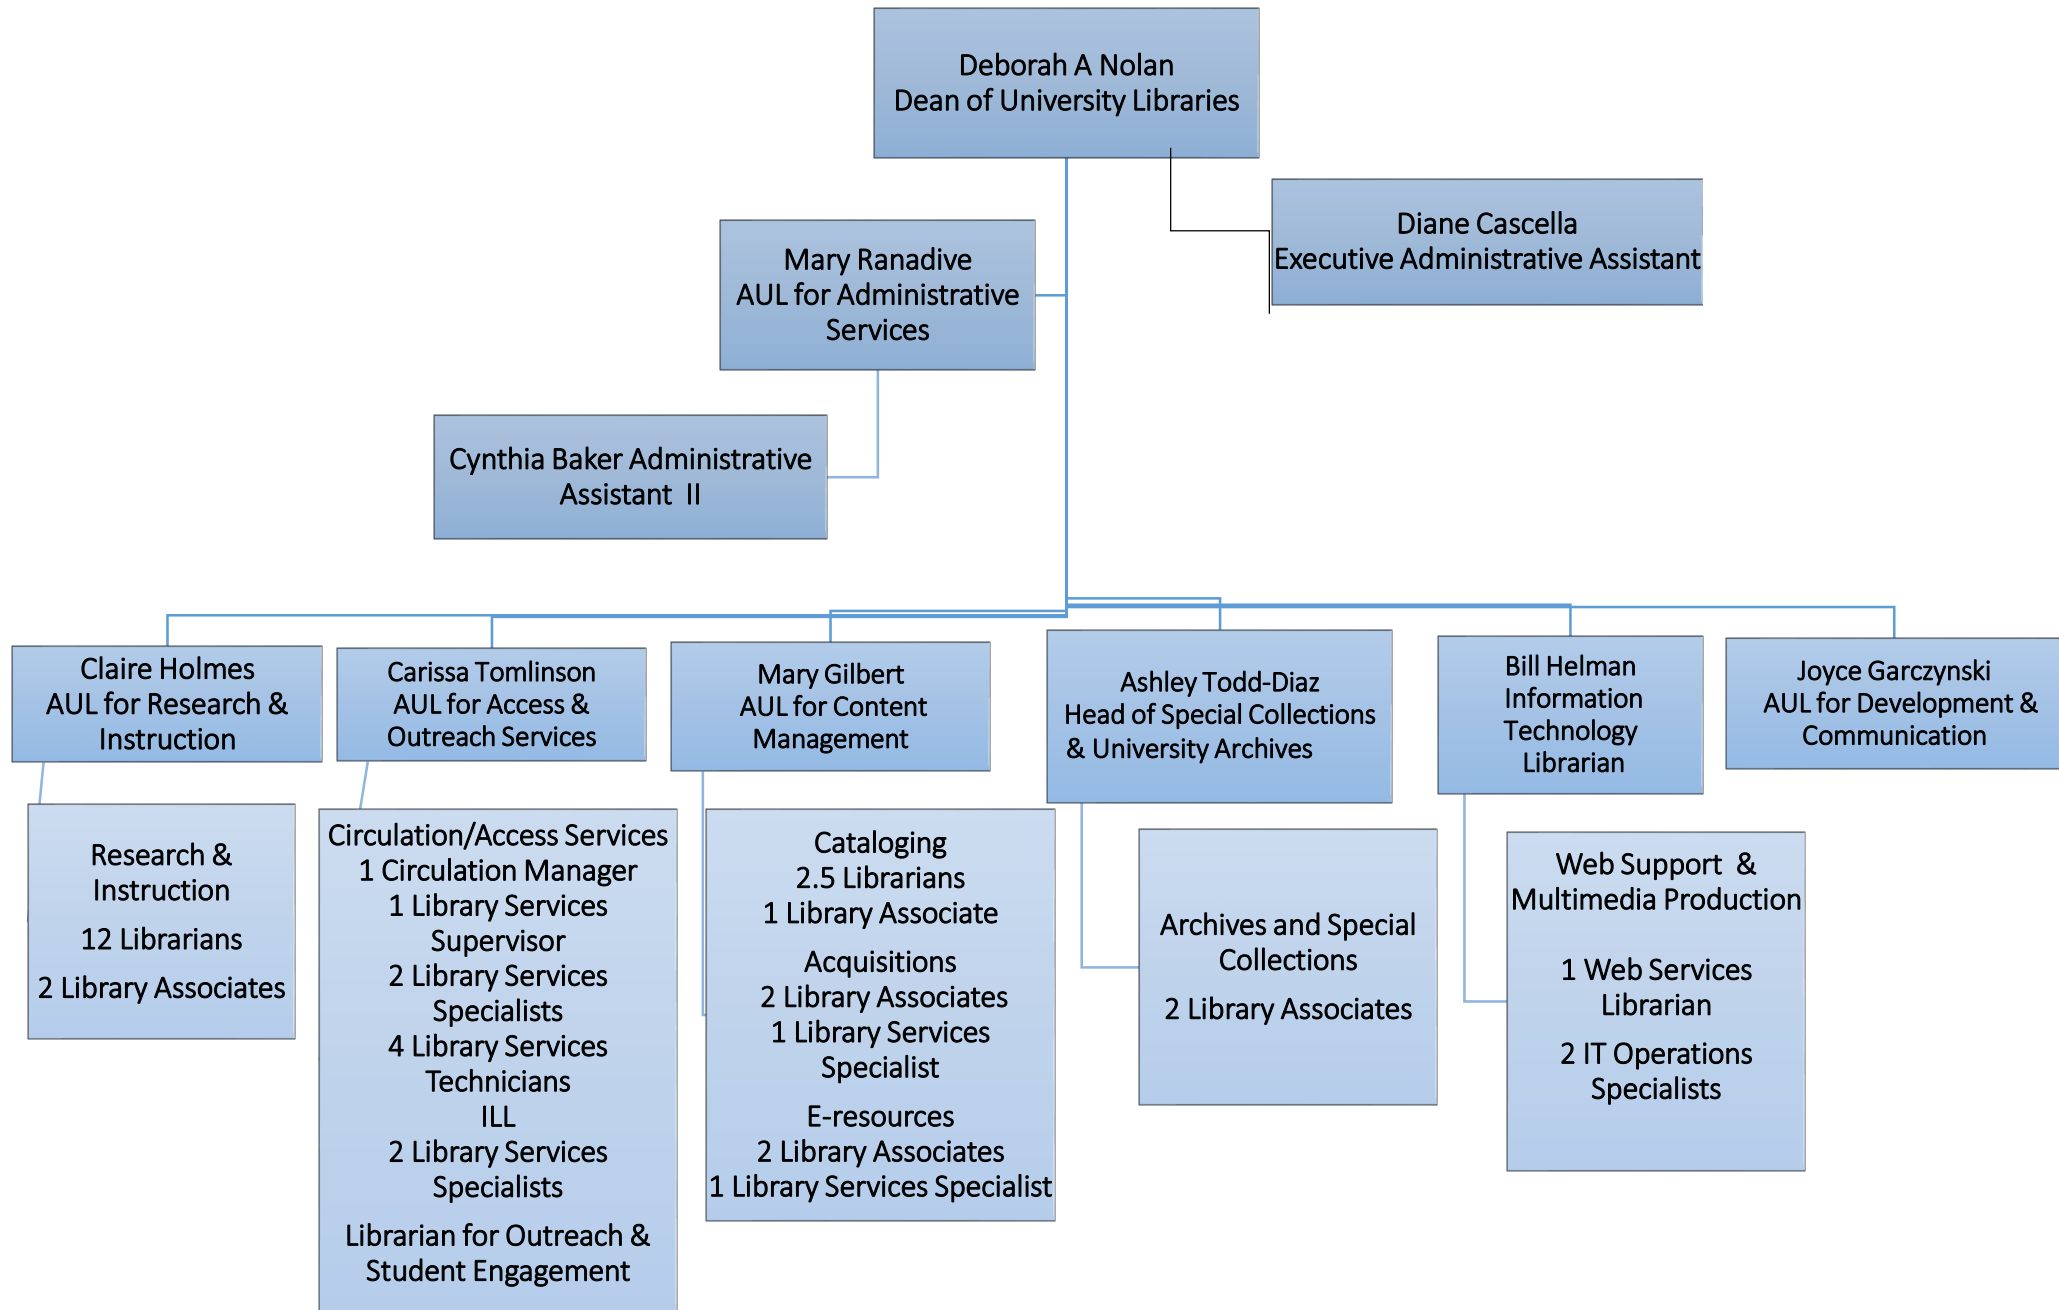 Deborah A Nolan
Dean of University Libraries
Diane Cascella
Executive Administrative Assistant
Mary Ranadive
AUL for Administrative
Services
Cynthia Baker Administrative
Assistant II
Claire Holmes
AUL for Research &
Instruction
Carissa Tomlinson
AUL for Access &
Outreach Services
Mary Gilbert
AUL for Content
Management
Ashley Todd-Diaz
Head of Special Collections
& University Archives
Bill Helman
Information
Technology
Librarian
Joyce Garczynski
AUL for Development &
Communication
Research &
Instruction
12 Librarians
2 Library Associates
Circulation/Access Services
1 Circulation Manager
1 Library Services
Supervisor
2 Library Services
Specialists
4 Library Services
Technicians
ILL
2 Library Services
Specialists
Librarian for Outreach &
Student Engagement
Cataloging
2.5 Librarians
1 Library Associate
Acquisitions
2 Library Associates
1 Library Services
Specialist
E-resources
2 Library Associates
1 Library Services Specialist
Archives and Special
Collections
2 Library Associates
Web Support &
Multimedia Production
1 Web Services
Librarian
2 IT Operations
Specialists